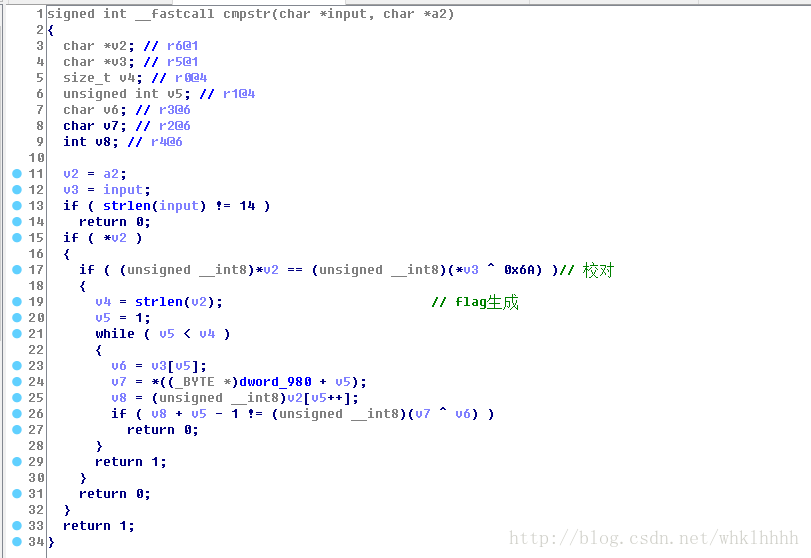 1 signed int __fastcall cmpstr(char *input, char *a2)
2 {
3 char *v2; // r6@1
4 char *v3; // r5@1
5 size_t v4; // r0@4
6 unsigned int v5; // r1@4
7 char v6; // r3@6
8 char v7; // r2@6
9 int v8; // r4@6
10
11 v2 = a2;
12 v3 = input;
13 if ( strlen(input) != 14 )
14 return 0;
15 if ( *v2 )
16 {
17 if ( (unsigned __int8)*v2 == (unsigned __int8)(*v3 ^ 0x6A) )// 校对
18 {
19 v4 = strlen(v2); // flag生成
20 v5 = 1;
21 while ( v5 < v4 )
22 {
23 v6 = v3[v5];
24 v7 = *((_BYTE *)dword_980 + v5);
25 v8 = (unsigned __int8)v2[v5++];
26 if ( v8 + v5 - 1 != (unsigned __int8)(v7 ^ v6) )
27 return 0;
28 }
29 return 1;
30 }
31 return 0;
32 }
33 return 1;
34 }
http://blog.csdn.net/whklhhhh